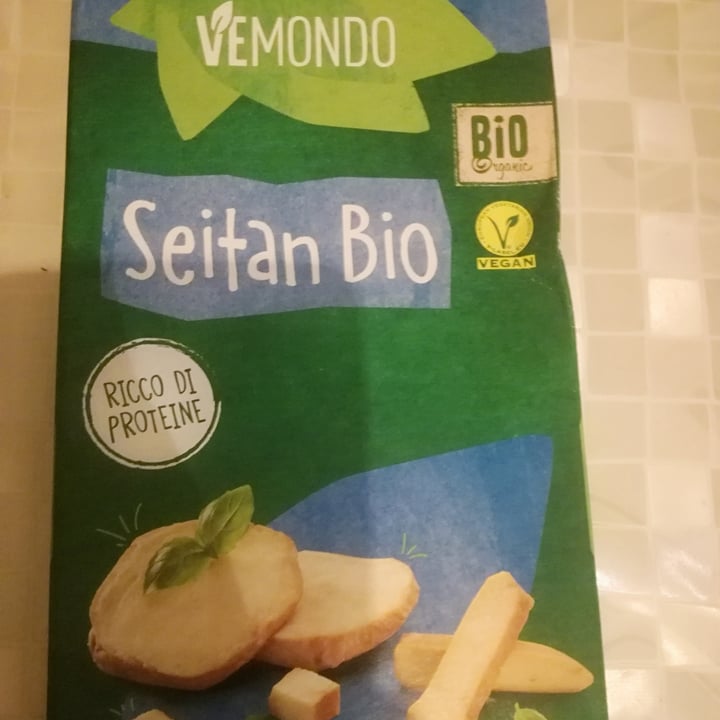 VEMONDO
BiO
Organic
Seitan Bio
VEGAN
RICCO DI
PROTEINE